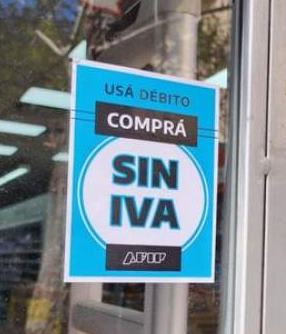 USÁ DÉBITO
COMPRÁ
SIN
IVA
AFIP